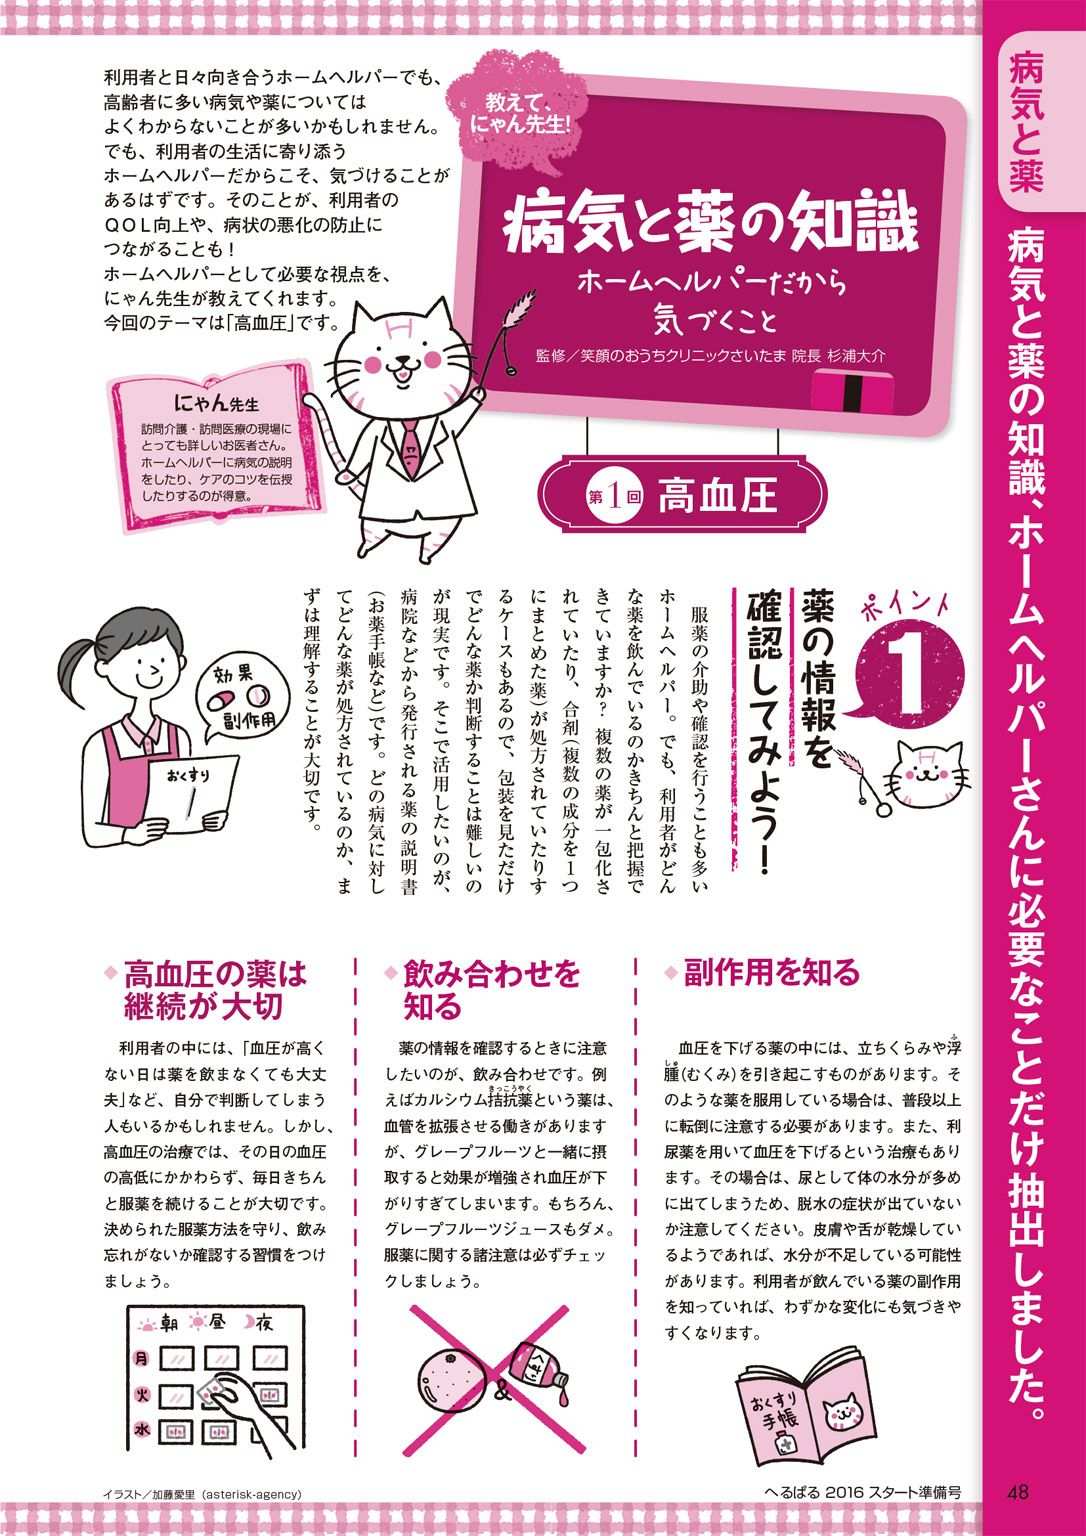 病気と薬
病気と薬の知識、ホームヘルパーさんに必要なことだけ抽出しました。
利用者と日々向き合うホームヘルパーでも、
高齢者に多い病気や薬については
よくわからないことが多いかもしれません。
でも、利用者の生活に寄り添う
ホームヘルパーだからこそ、気づけることが
あるはずです。そのことが、利用者の
QOL向上や、病状の悪化の防止に
つながることも！
ホームヘルパーとして必要な視点を、
にゃん先生が教えてくれます。
今回のテーマは「高血圧」です。
教えて、
にゃん先生!
病気と薬の知識
ホームヘルパーだから
気づくこと
監修／笑顔のおうちクリニックさいたま 院長 杉浦大介
にゃん先生
訪問介護・訪問医療の現場に
とっても詳しいお医者さん。
ホームヘルパーに病気の説明
をしたり、ケアのコツを伝授
したりするのが得意。
第1回 高血圧
ポイント
1
薬の情報を
確認してみよう！
服薬の介助や確認を行うことも多い
ホームヘルパー。でも、利用者がどん
な薬を飲んでいるのかきちんと把握で
きていますか？ 複数の薬が一包化さ
れていたり、合剤（複数の成分を1つ
にまとめた薬）が処方されていたりす
るケースもあるので、包装を見ただけ
でどんな薬か判断することは難しいの
が現実です。そこで活用したいのが、
病院などから発行される薬の説明書
（お薬手帳など）です。どの病気に対し
てどんな薬が処方されているのか、ま
ずは理解することが大切です。
効果
副作用
おくすり
高血圧の薬は
継続が大切
利用者の中には、「血圧が高く
ない日は薬を飲まなくても大丈
夫」など、自分で判断してしまう
人もいるかもしれません。しかし、
高血圧の治療では、その日の血圧
の高低にかかわらず、毎日きちん
と服薬を続けることが大切です。
決められた服薬方法を守り、飲み
忘れがないか確認する習慣をつけ
ましょう。
朝 昼 夜
月
火
水
飲み合わせを
知る
薬の情報を確認するときに注意
したいのが、飲み合わせです。例
きっこうやく
えばカルシウム拮抗薬という薬は、
血管を拡張させる働きがあります
が、グレープフルーツと一緒に摂
取すると効果が増強され血圧が下
がりすぎてしまいます。もちろん、
グレープフルーツジュースもダメ。
服薬に関する諸注意は必ずチェッ
クしましょう。
&
くすり
副作用を知る
ふ
血圧を下げる薬の中には、立ちくらみや浮
しゅ
腫（むくみ）を引き起こすものがあります。そ
のような薬を服用している場合は、普段以上
に転倒に注意する必要があります。また、利
尿薬を用いて血圧を下げるという治療もあり
ます。その場合は、尿として体の水分が多め
に出てしまうため、脱水の症状が出ていない
か注意してください。皮膚や舌が乾燥してい
るようであれば、水分が不足している可能性
があります。利用者が飲んでいる薬の副作用
を知っていれば、わずかな変化にも気づきや
すくなります。
おくすり
手帳
イラスト／加藤愛里（asterisk-agency）
へるぱる 2016 スタート準備号
48